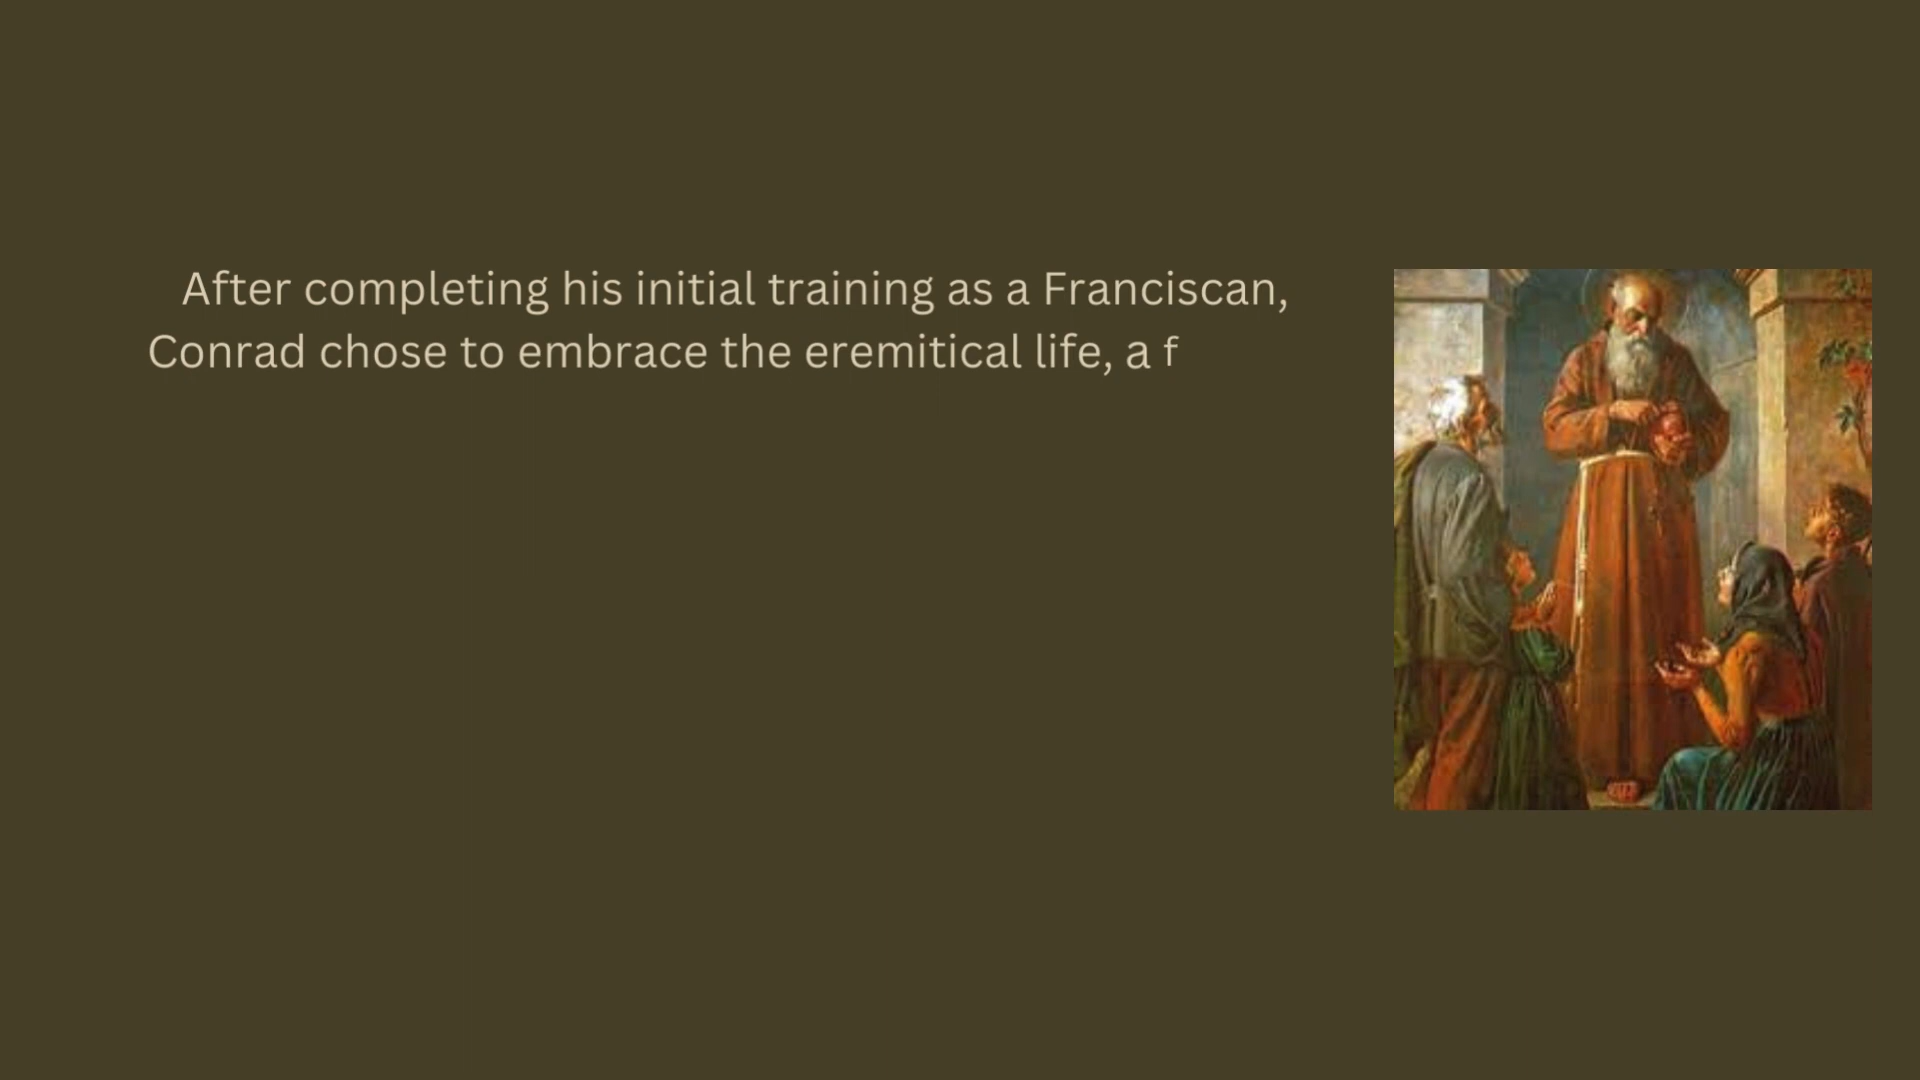 After completing his initial training as a Franciscan,
Conrad chose to embrace the eremitical life, a f